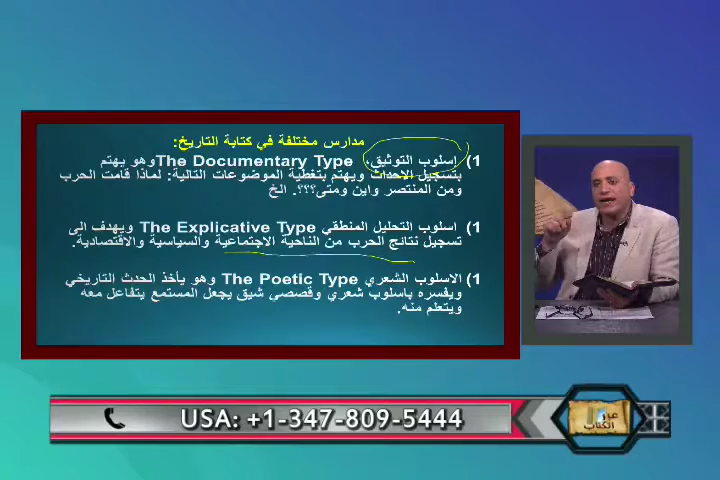 مدارس مختلفة في كتابة التاريخ:
1) إسلوب التوثيق، The Documentary Type وهو يهتم
بتسجيل الاحداث ويهتم بتغطية الموضوعات التالية: لماذا قامت الحرب
ومن المنتصر واين ومتى؟؟؟. الخ
1) إسلوب التحليل المنطقي The Explicative Type ويهدف الى
تسجيل نتائج الحرب من الناحية الاجتماعية والسياسية والاقتصادية.
1) الاسلوب الشعري The Poetic Type وهو يأخذ الحدث التاريخي
ويفسره بأسلوب شعري وقصصي شيق يجعل المستمع يتفاعل معه
ويتعلم منه.
USA: +1-347-809-5444
الكتاب